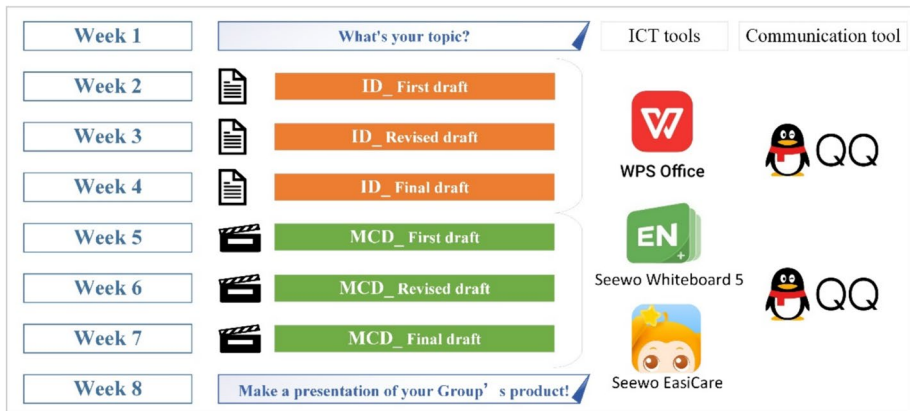 Week 1
What's your topic?
ICT tools
Communication tool
Week 2
ID_ First draft
Week 3
ID_ Revised draft
WPS Office
QQ
Week 4
ID_ Final draft
Week 5
MCD_ First draft
EN
Seewo Whiteboard 5
Week 6
MCD_ Revised draft
QQ
Week 7
MCD_ Final draft
Seewo EasiCare
Week 8
Make a presentation of your Group’s product!